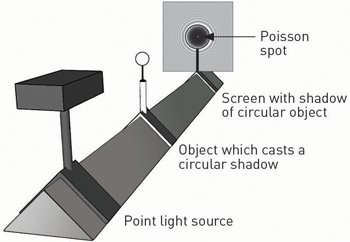 Poisson
spot
Screen with shadow
of circular object
Object which casts a
circular shadow
Point light source